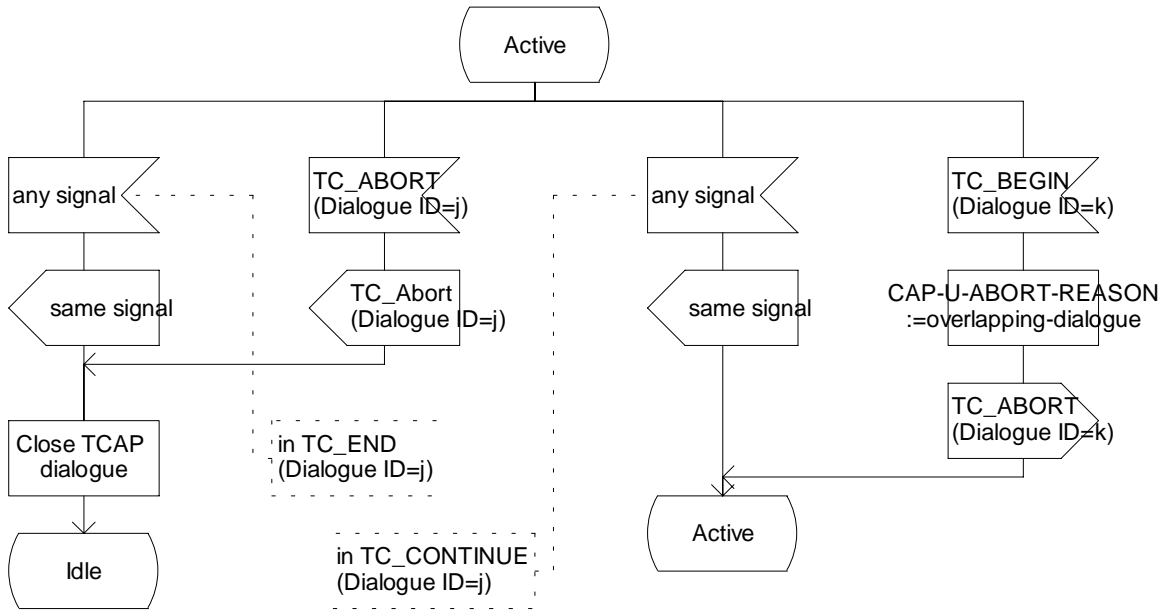 Active
any signal
TC_ABORT
(Dialogue ID=j)
any signal
TC_BEGIN
(Dialogue ID=k)
same signal
TC_Abort
(Dialogue ID=j)
same signal
CAP-U-ABORT-REASON
:=overlapping-dialogue
TC_ABORT
(Dialogue ID=k)
Close TCAP
dialogue
in TC_END
(Dialogue ID=j)
Active
Idle
in TC_CONTINUE
(Dialogue ID=j)